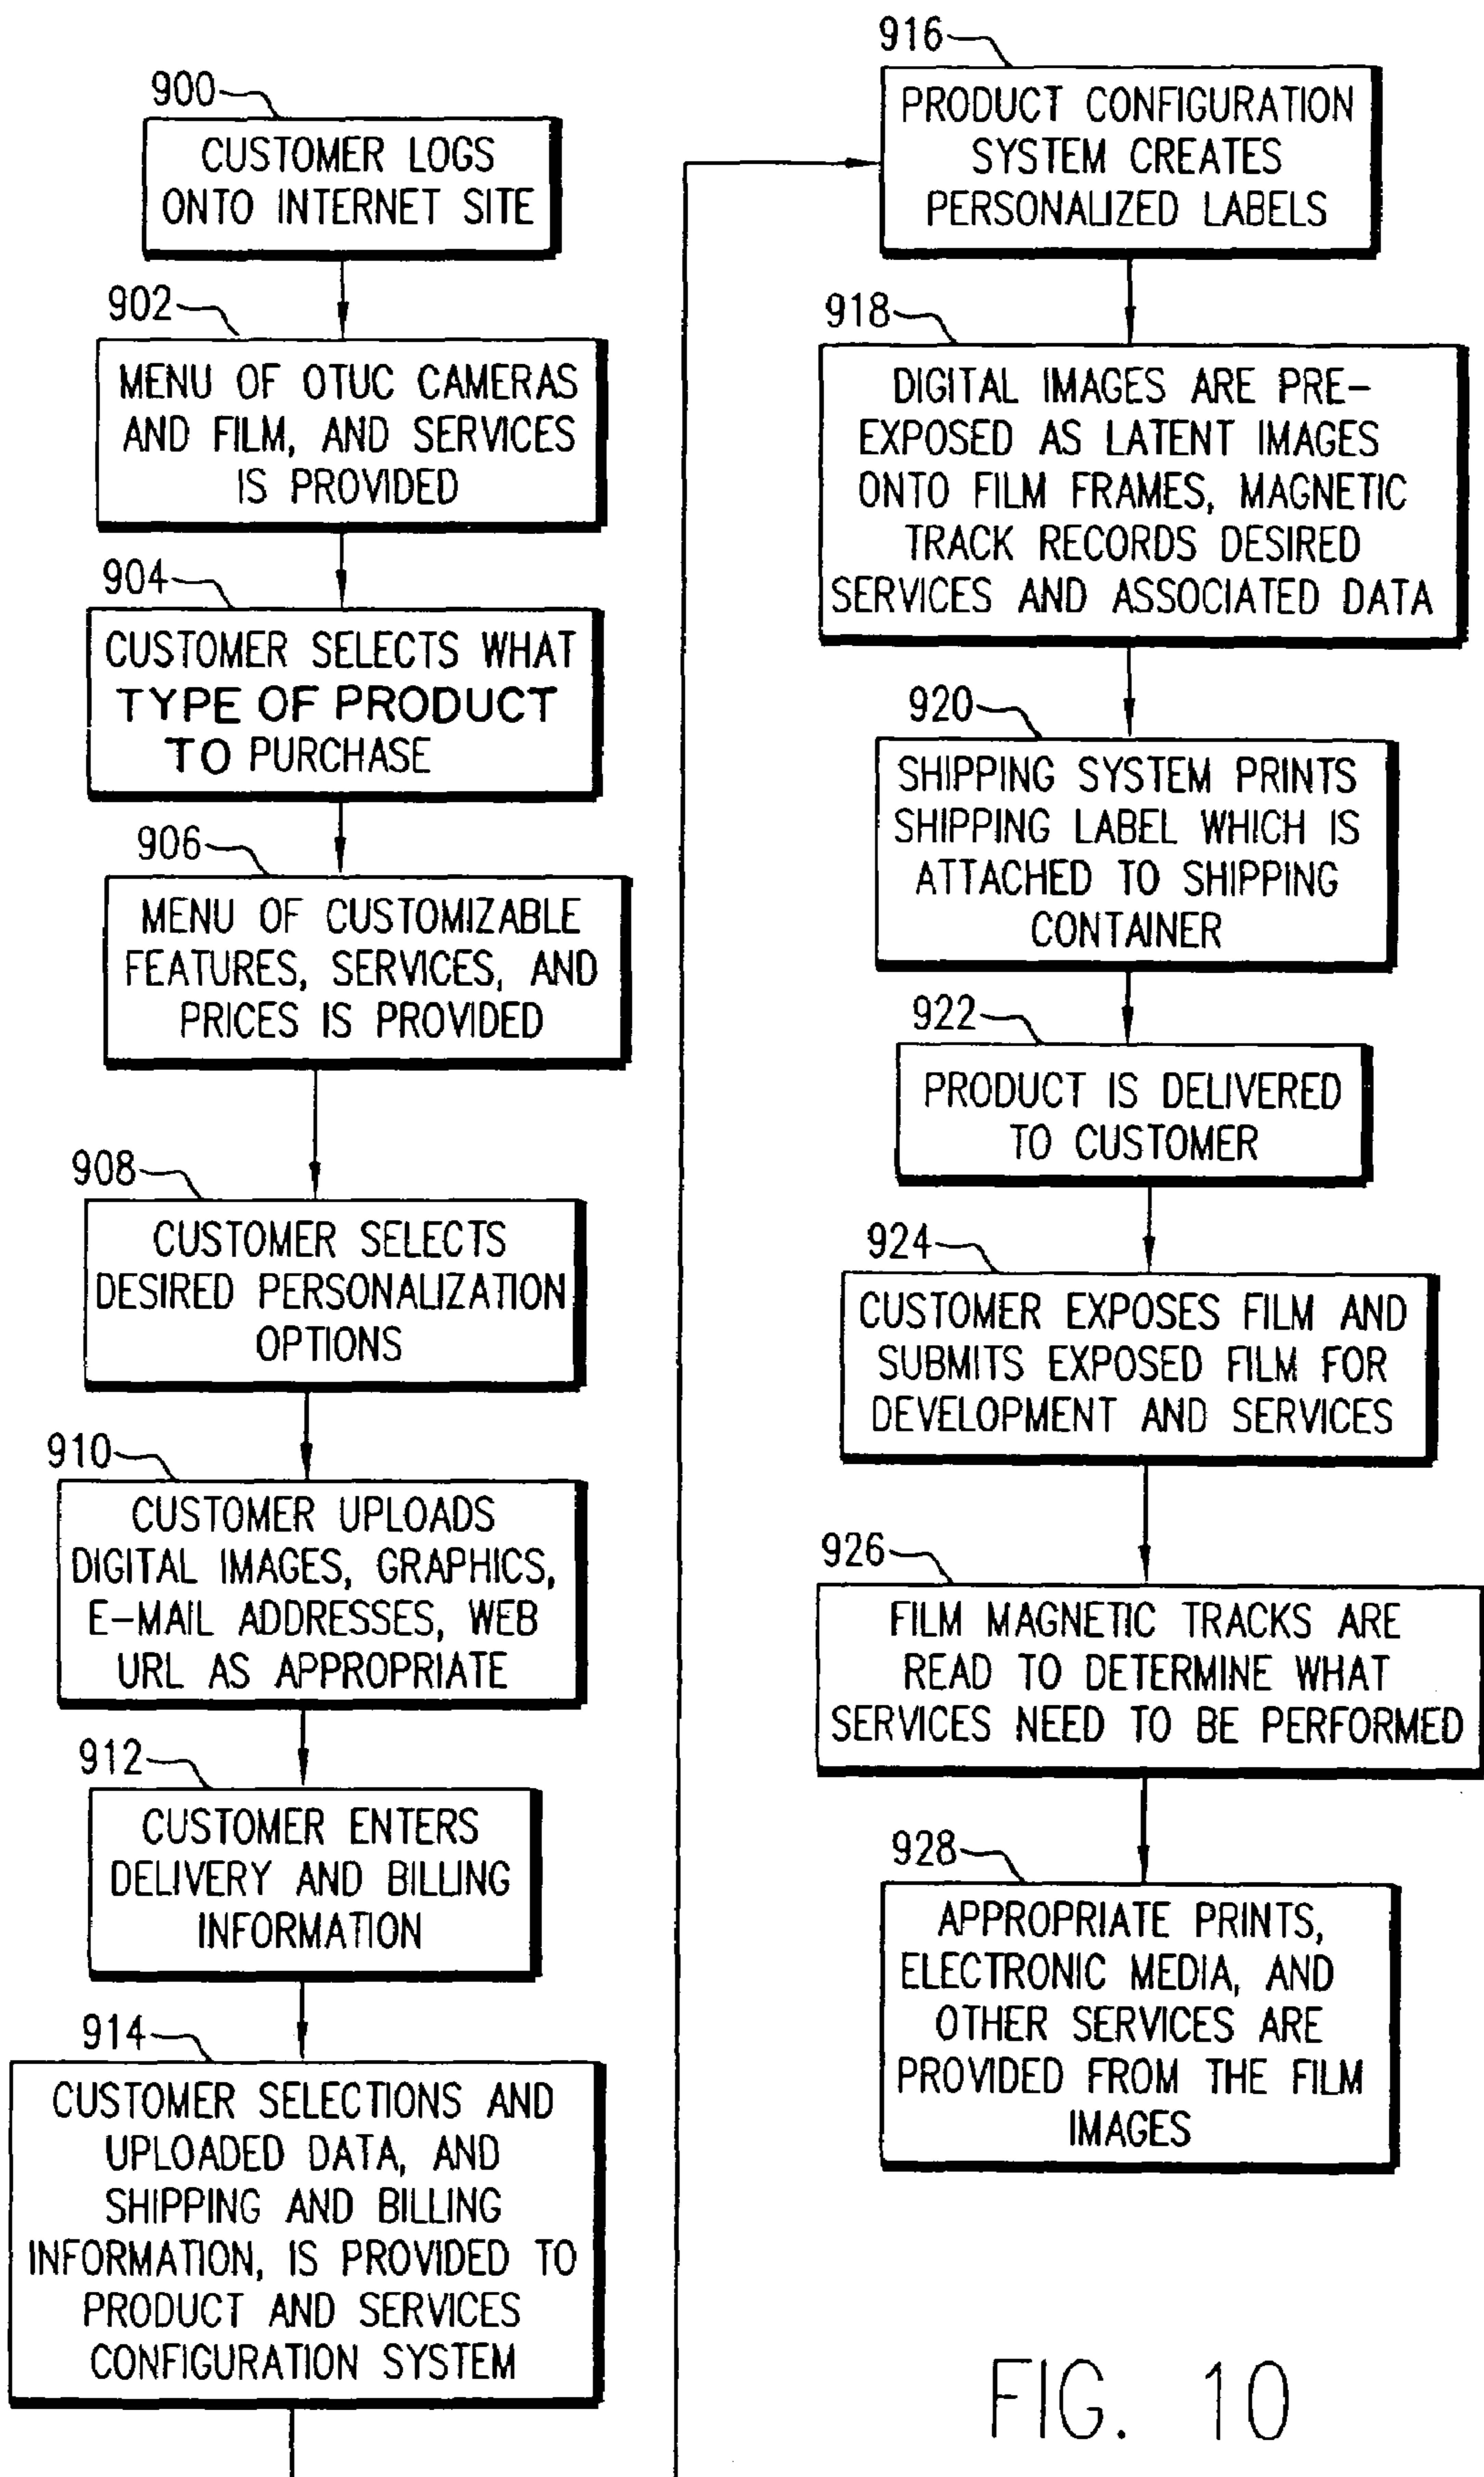 900
CUSTOMER LOGS
ONTO INTERNET SITE
902
MENU OF OTUC CAMERAS
AND FILM, AND SERVICES
IS PROVIDED
904
CUSTOMER SELECTS WHAT
TYPE OF PRODUCT
TO PURCHASE
906
MENU OF CUSTOMIZABLE
FEATURES, SERVICES, AND
PRICES IS PROVIDED
908
CUSTOMER SELECTS
DESIRED PERSONALIZATION
OPTIONS
910
CUSTOMER UPLOADS
DIGITAL IMAGES, GRAPHICS,
E-MAIL ADDRESSES, WEB
URL AS APPROPRIATE
912
CUSTOMER ENTERS
DELIVERY AND BILLING
INFORMATION
914
CUSTOMER SELECTIONS AND
UPLOADED DATA, AND
SHIPPING AND BILLING
INFORMATION, IS PROVIDED TO
PRODUCT AND SERVICES
CONFIGURATION SYSTEM
916
PRODUCT CONFIGURATION
SYSTEM CREATES
PERSONALIZED LABELS
918
DIGITAL IMAGES ARE PRE-
EXPOSED AS LATENT IMAGES
ONTO FILM FRAMES, MAGNETIC
TRACK RECORDS DESIRED
SERVICES AND ASSOCIATED DATA
920
SHIPPING SYSTEM PRINTS
SHIPPING LABEL WHICH IS
ATTACHED TO SHIPPING
CONTAINER
922
PRODUCT IS DELIVERED
TO CUSTOMER
924
CUSTOMER EXPOSES FILM AND
SUBMITS EXPOSED FILM FOR
DEVELOPMENT AND SERVICES
926
FILM MAGNETIC TRACKS ARE
READ TO DETERMINE WHAT
SERVICES NEED TO BE PERFORMED
928
APPROPRIATE PRINTS,
ELECTRONIC MEDIA, AND
OTHER SERVICES ARE
PROVIDED FROM THE FILM
IMAGES
FIG. 10